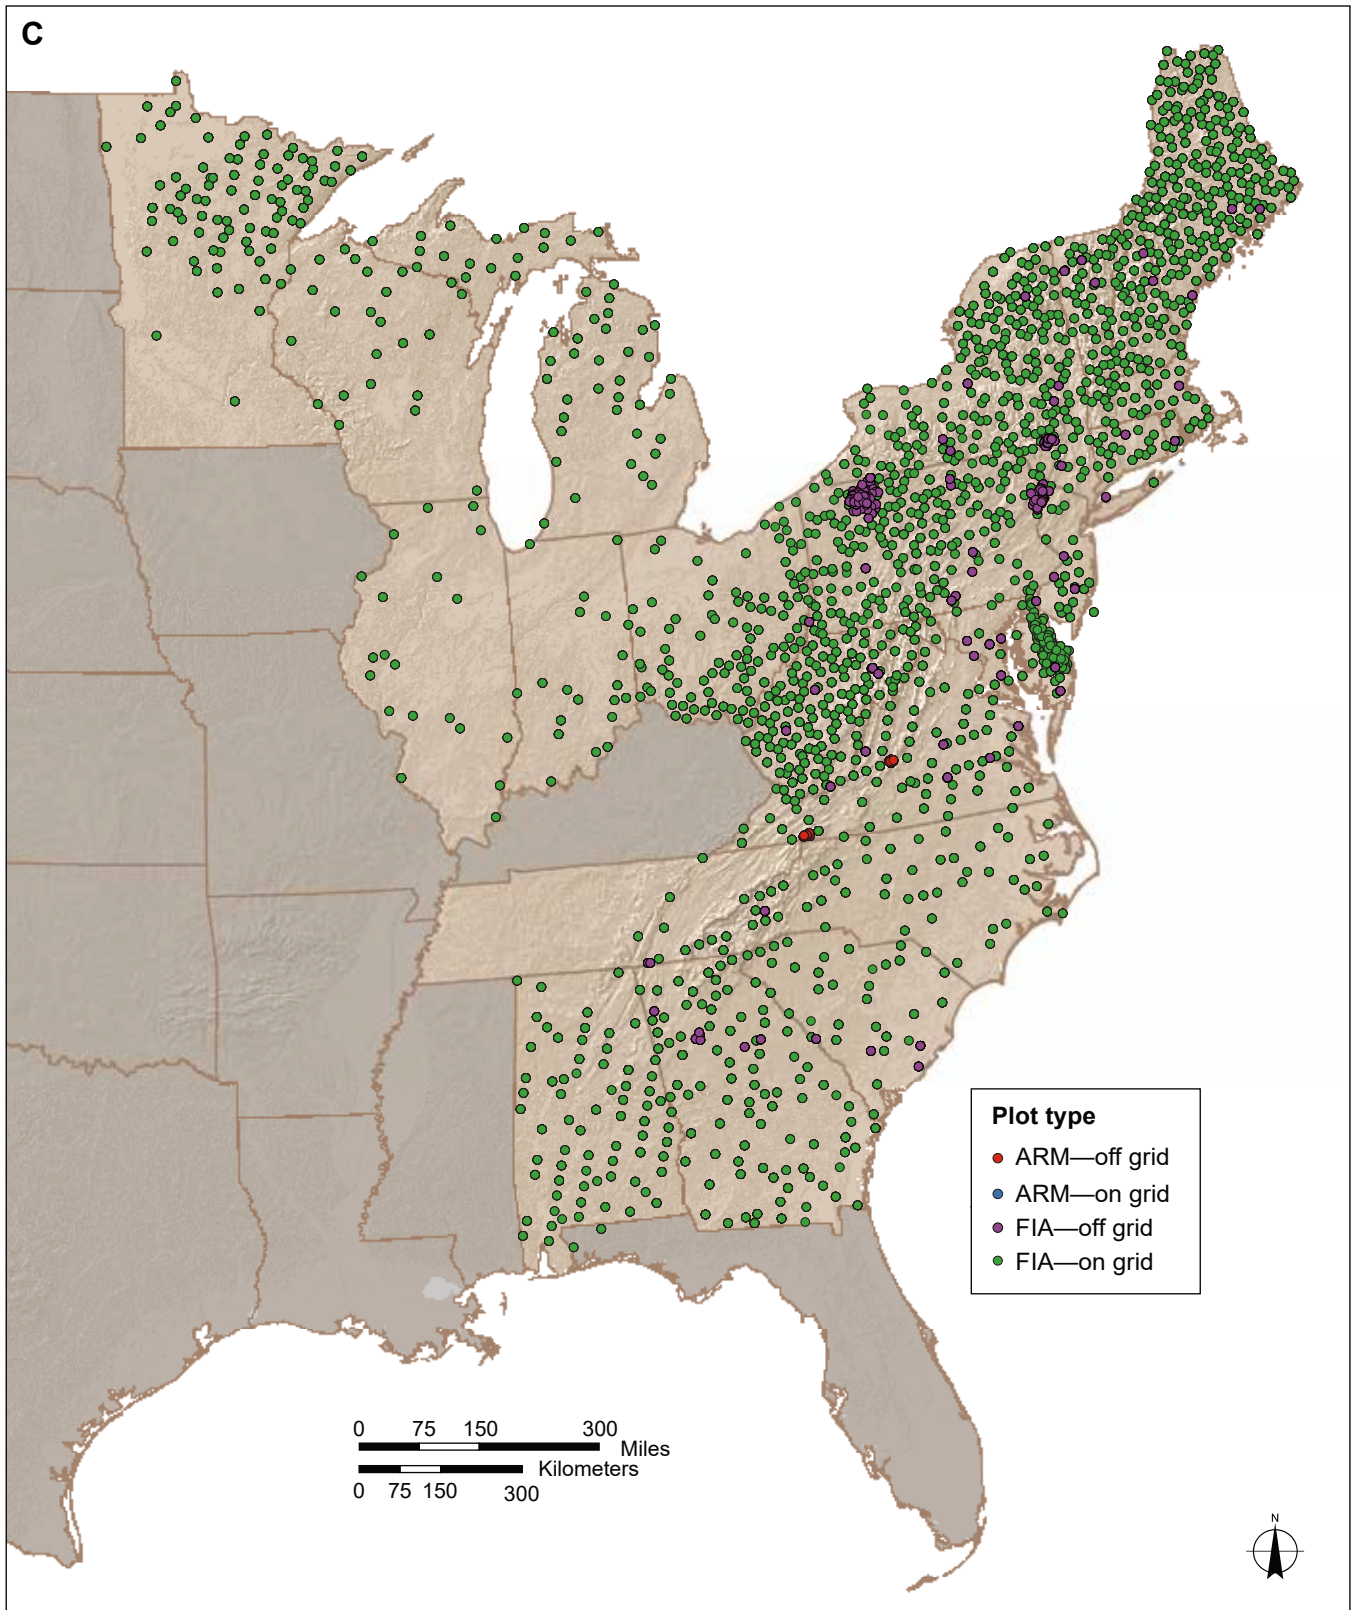 C
Plot type
ARM—off grid
ARM—on grid
FIA—off grid
FIA—on grid
0 75 150 300
Miles
Kilometers
0 75 150 300
N